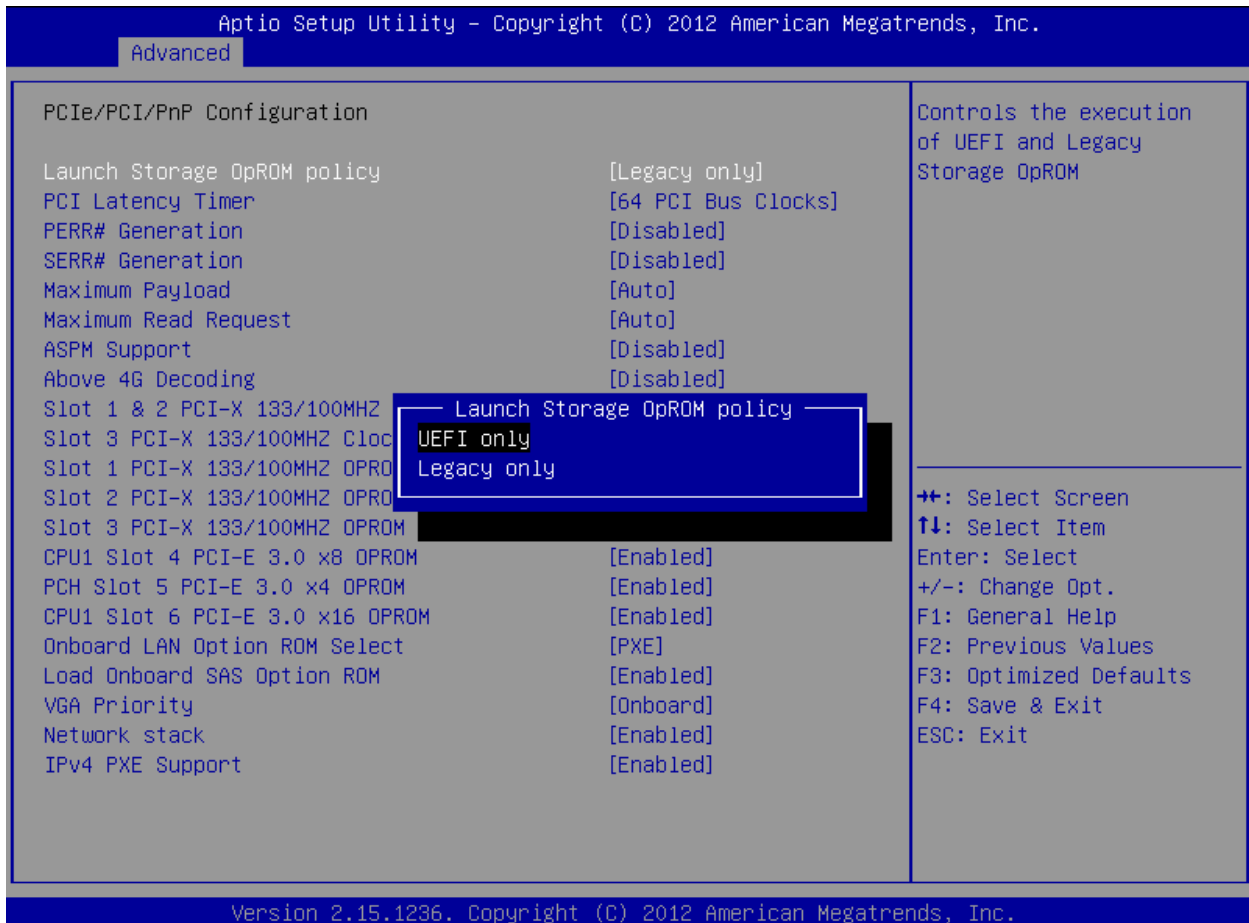 Aptio Setup Utility – Copyright (C) 2012 American Megatrends, Inc.
Advanced
PCIe/PCI/PnP Configuration
Launch Storage OpROM policy [Legacy only]
PCI Latency Timer [64 PCI Bus Clocks]
PERR# Generation [Disabled]
SERR# Generation [Disabled]
Maximum Payload [Auto]
Maximum Read Request [Auto]
ASPM Support [Disabled]
Above 4G Decoding [Disabled]
Slot 1 & 2 PCI-X 133/100MHZ
Slot 3 PCI-X 133/100MHZ Cloc
Slot 1 PCI-X 133/100MHZ OPRO
Slot 2 PCI-X 133/100MHZ OPRO
Slot 3 PCI-X 133/100MHZ OPROM
CPU1 Slot 4 PCI-E 3.0 x8 OPROM [Enabled]
PCH Slot 5 PCI-E 3.0 x4 OPROM [Enabled]
CPU1 Slot 6 PCI-E 3.0 x16 OPROM [Enabled]
Onboard LAN Option ROM Select [PXE]
Load Onboard SAS Option ROM [Enabled]
VGA Priority [Onboard]
Network stack [Enabled]
IPv4 PXE Support [Enabled]
Launch Storage OpROM policy
UEFI only
Legacy only
Controls the execution
of UEFI and Legacy
Storage OpROM
→←: Select Screen
↑↓: Select Item
Enter: Select
+/-: Change Opt.
F1: General Help
F2: Previous Values
F3: Optimized Defaults
F4: Save & Exit
ESC: Exit
Version 2.15.1236. Copyright (C) 2012 American Megatrends, Inc.